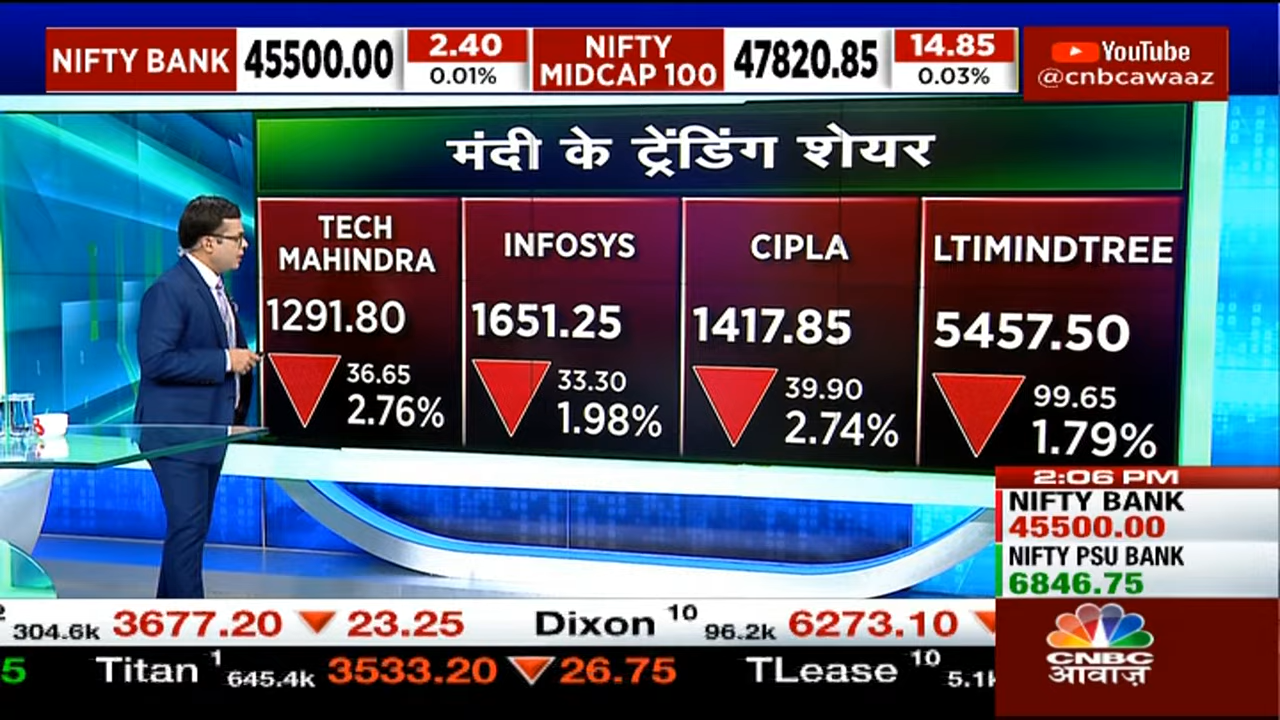 NIFTY BANK 45500.00 2.40 0.01%
NIFTY MIDCAP 100 47820.85 14.85 0.03%
YouTube
@cnbcawaaz
मंदी के ट्रेंडिंग शेयर
TECH MAHINDRA
1291.80
36.65
2.76%
INFOSYS
1651.25
33.30
1.98%
CIPLA
1417.85
39.90
2.74%
LTIMINDTREE
5457.50
99.65
1.79%
2:06 PM
NIFTY BANK
45500.00
NIFTY PSU BANK
6846.75
2 304.6k 3677.20 23.25 Dixon 10 96.2k 6273.10
5 Titan 1 645.4k 3533.20 26.75 TLease 10 5.1k
CNBC
आवाज़